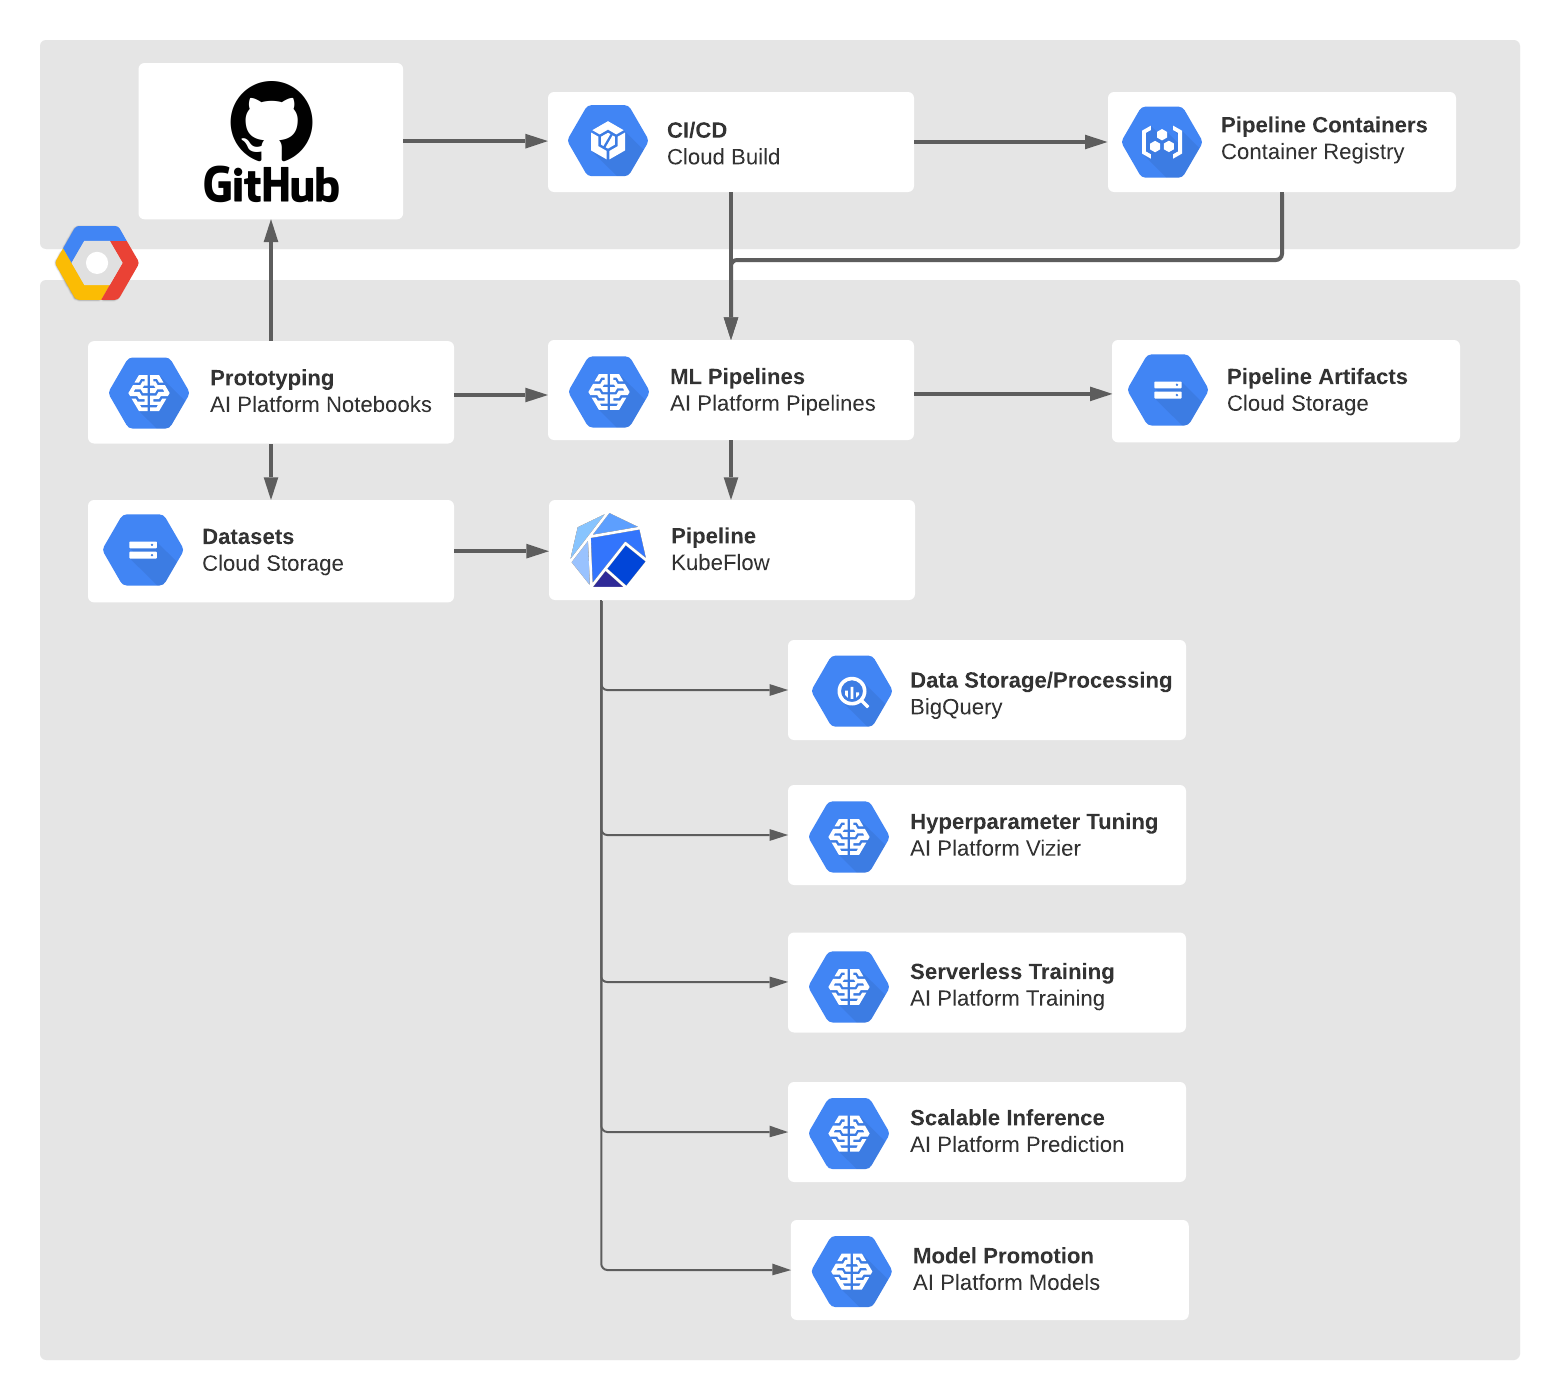 GitHub
CI/CD
Cloud Build
Pipeline Containers
Container Registry
Prototyping
AI Platform Notebooks
ML Pipelines
AI Platform Pipelines
Pipeline Artifacts
Cloud Storage
Datasets
Cloud Storage
Pipeline
KubeFlow
Data Storage/Processing
BigQuery
Hyperparameter Tuning
AI Platform Vizier
Serverless Training
AI Platform Training
Scalable Inference
AI Platform Prediction
Model Promotion
AI Platform Models